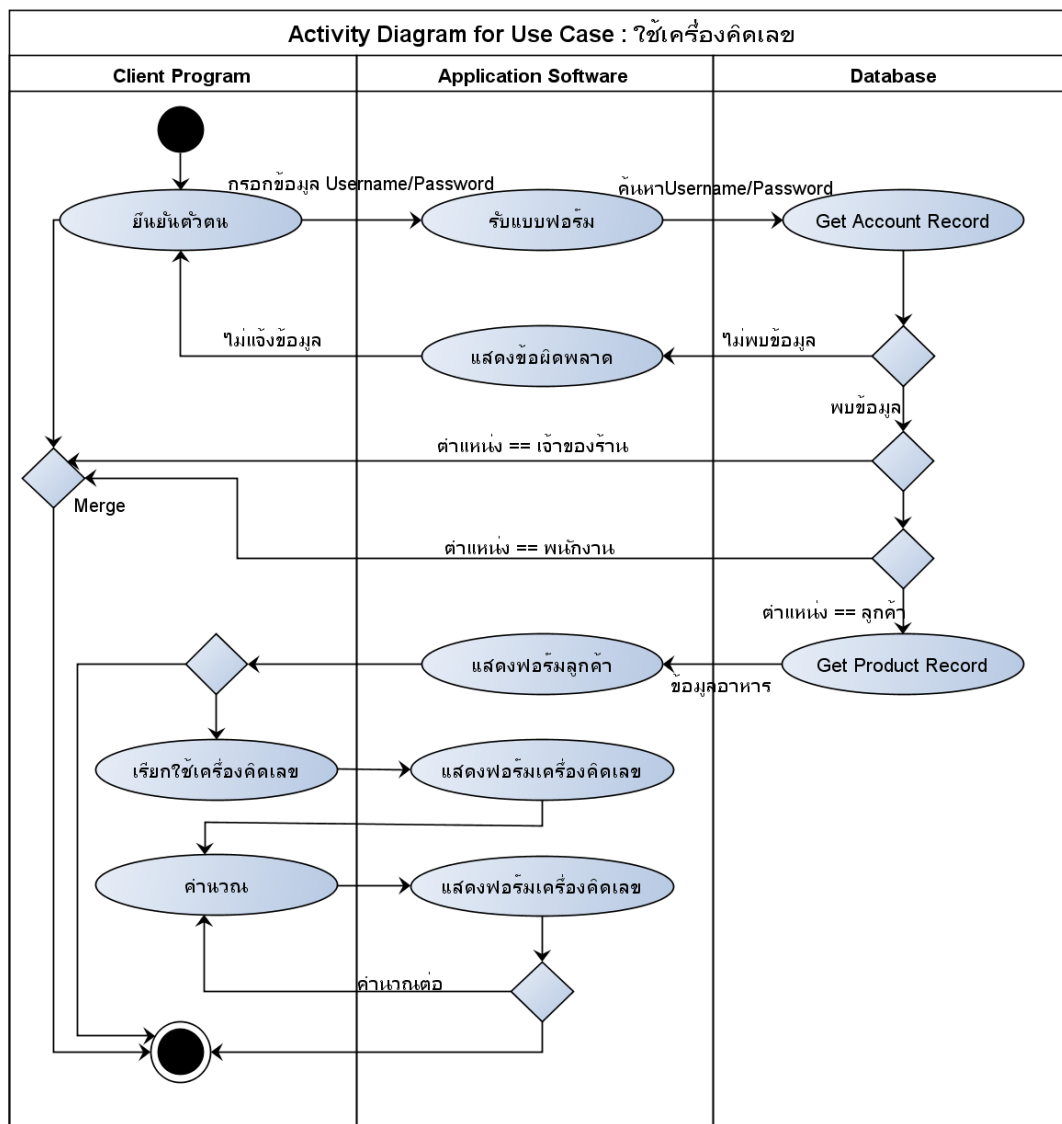 Activity Diagram for Use Case : ใช้เครื่องคิดเลข
Client Program
Application Software
Database
กรอกข้อมูล Username/Password
ค้นหาUsername/Password
ยืนยันตัวตน
รับแบบฟอร์ม
Get Account Record
ไม่แจ้งข้อมูล
แสดงข้อผิดพลาด
ไม่พบข้อมูล
พบข้อมูล
ตำแหน่ง == เจ้าของร้าน
Merge
ตำแหน่ง == พนักงาน
ตำแหน่ง == ลูกค้า
แสดงฟอร์มลูกค้า
Get Product Record
ข้อมูลอาหาร
เรียกใช้เครื่องคิดเลข
แสดงฟอร์มเครื่องคิดเลข
คำนวณ
แสดงฟอร์มเครื่องคิดเลข
คำนาณต่อ